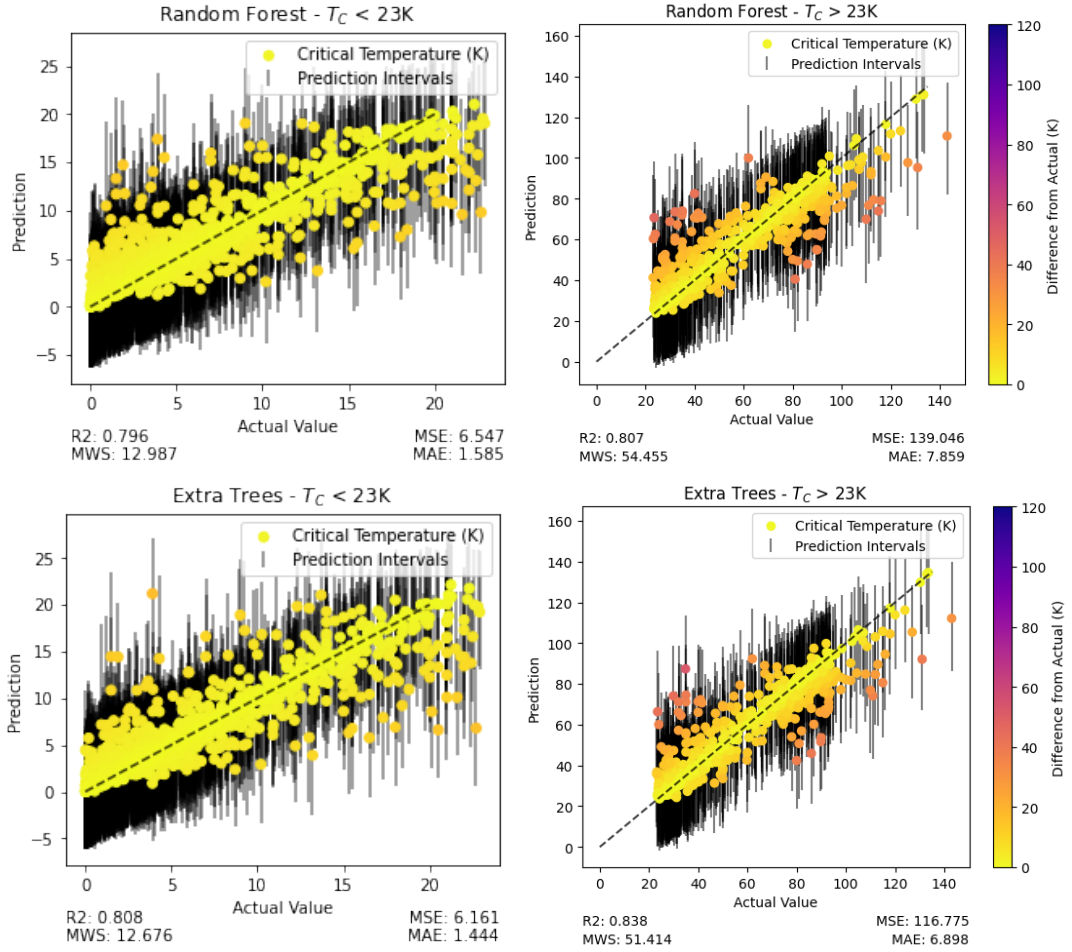 Random Forest - T_C < 23K
Critical Temperature (K)
Prediction Intervals
Prediction
25
20
15
10
5
0
−5
0 5 10 15 20
Actual Value
R2: 0.796 MSE: 6.547
MWS: 12.987 MAE: 1.585
Random Forest - T_C > 23K
Critical Temperature (K)
Prediction Intervals
Prediction
160
140
120
100
80
60
40
20
0
0 20 40 60 80 100 120 140
Actual Value
R2: 0.807 MSE: 139.046
MWS: 54.455 MAE: 7.859
120
100
80
60
40
20
0
Difference from Actual (K)
Extra Trees - T_C < 23K
Critical Temperature (K)
Prediction Intervals
Prediction
25
20
15
10
5
0
−5
0 5 10 15 20
Actual Value
R2: 0.808 MSE: 6.161
MWS: 12.676 MAE: 1.444
Extra Trees - T_C > 23K
Critical Temperature (K)
Prediction Intervals
Prediction
160
140
120
100
80
60
40
20
0
0 20 40 60 80 100 120 140
Actual Value
R2: 0.838 MSE: 116.775
MWS: 51.414 MAE: 6.898
120
100
80
60
40
20
0
Difference from Actual (K)